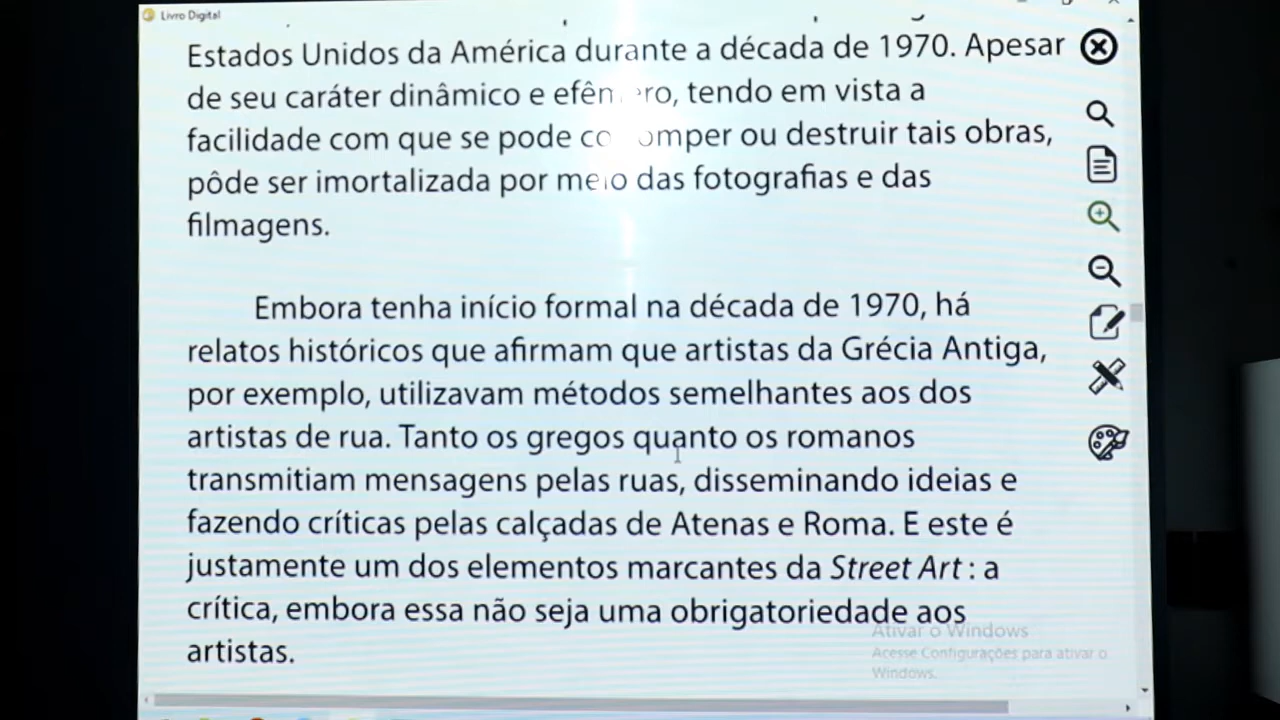 Livro Digital
Estados Unidos da América durante a década de 1970. Apesar
de seu caráter dinâmico e efêmero, tendo em vista a
facilidade com que se pode corromper ou destruir tais obras,
pôde ser imortalizada por meio das fotografias e das
filmagens.
Embora tenha início formal na década de 1970, há
relatos históricos que afirmam que artistas da Grécia Antiga,
por exemplo, utilizavam métodos semelhantes aos dos
artistas de rua. Tanto os gregos quanto os romanos
transmitiam mensagens pelas ruas, disseminando ideias e
fazendo críticas pelas calçadas de Atenas e Roma. E este é
justamente um dos elementos marcantes da Street Art : a
crítica, embora essa não seja uma obrigatoriedade aos
artistas.
Ativar o Windows
Acesse Configurações para ativar o
Windows.